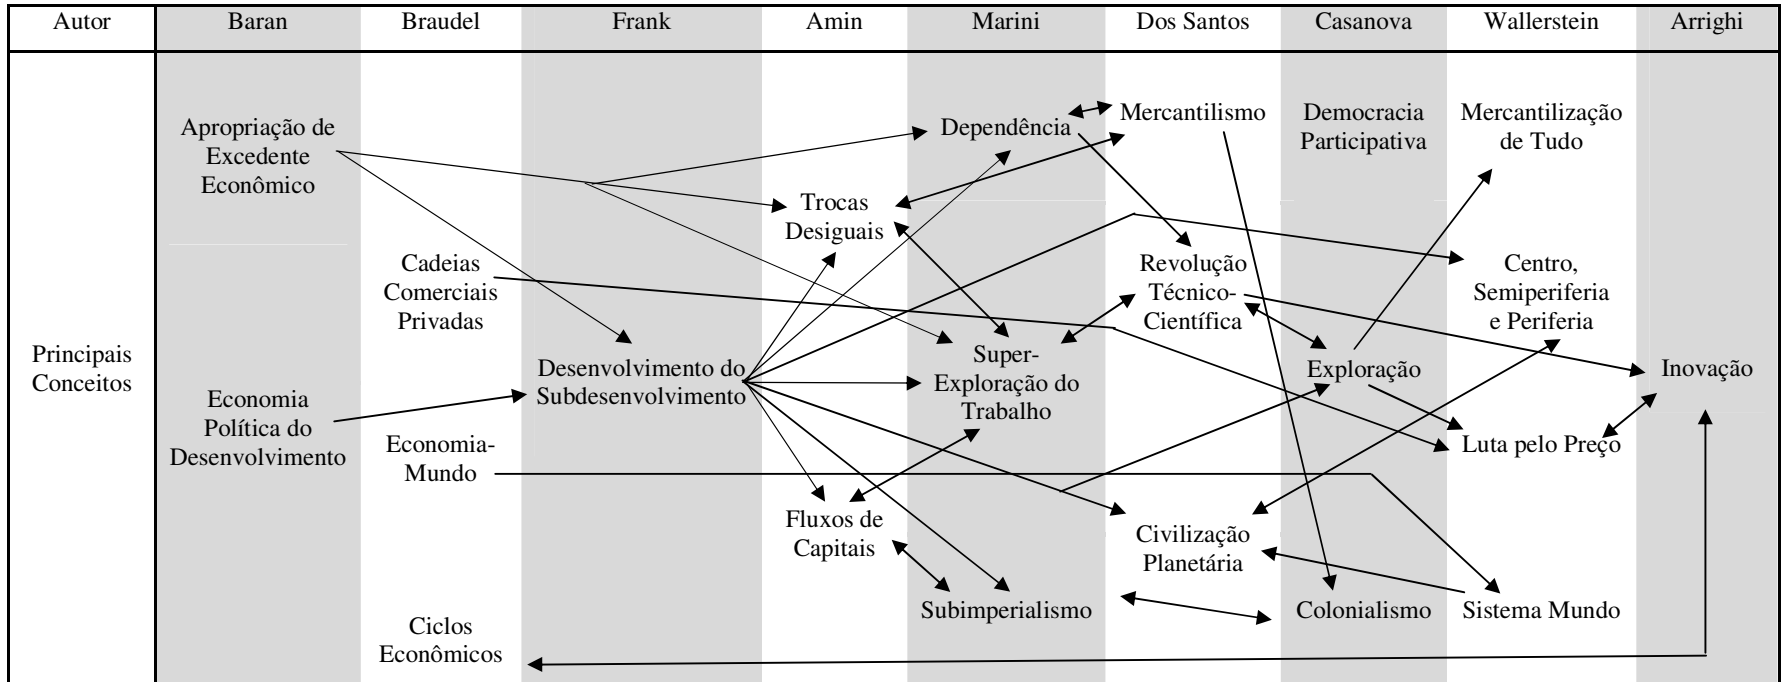 Autor
Baran
Braudel
Frank
Amin
Marini
Dos Santos
Casanova
Wallerstein
Arrighi
Principais
Conceitos
Apropriação de
Excedente
Econômico
Economia
Política do
Desenvolvimento
Cadeias
Comerciais
Privadas
Economia-
Mundo
Ciclos
Econômicos
Desenvolvimento do
Subdesenvolvimento
Trocas
Desiguais
Fluxos de
Capitais
Dependência
Super-
Exploração do
Trabalho
Subimperialismo
Mercantilismo
Revolução
Técnico-
Científica
Civilização
Planetária
Democracia
Participativa
Exploração
Colonialismo
Mercantilização
de Tudo
Centro,
Semiperiferia
e Periferia
Luta pelo Preço
Sistema Mundo
Inovação